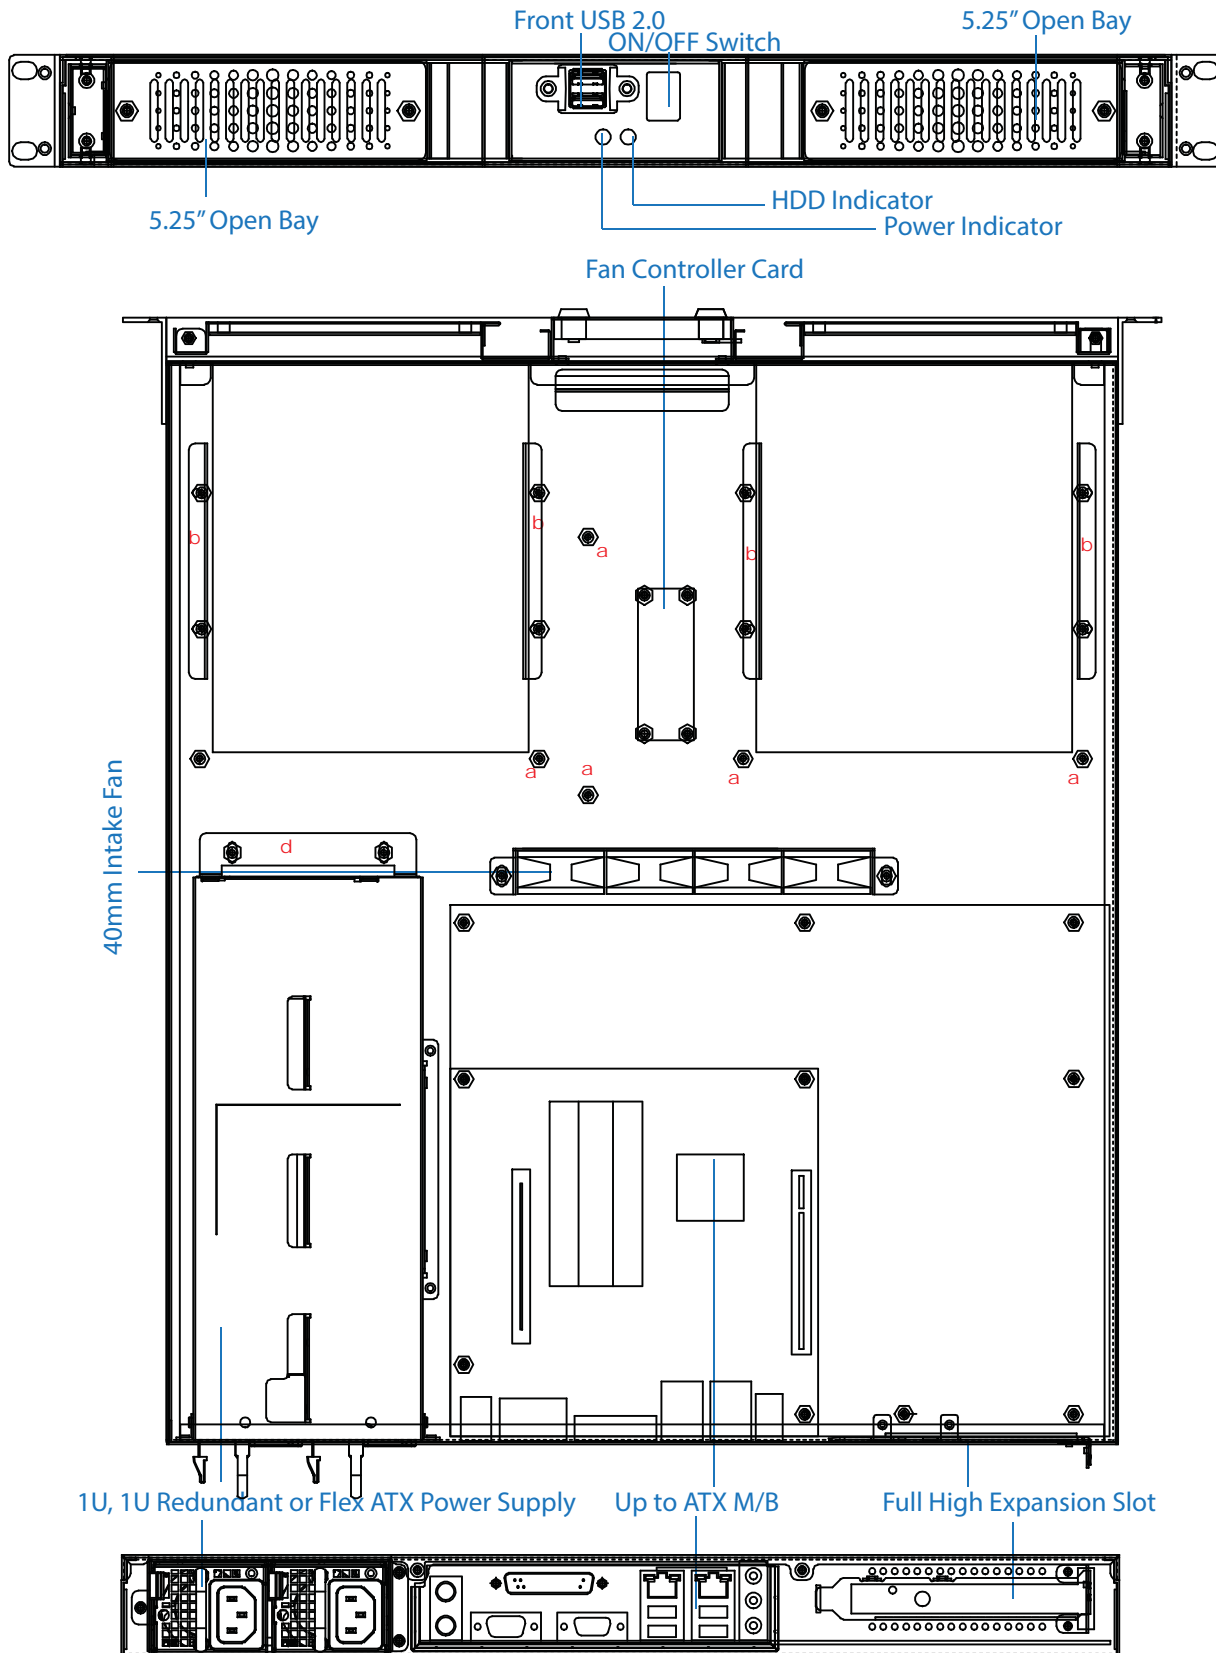 Front USB 2.0
5.25” Open Bay
ON/OFF Switch
HDD Indicator
5.25” Open Bay
Power Indicator
Fan Controller Card
b
b
a
b
b
a
a
a
a
40mm Intake Fan
d
1U, 1U Redundant or Flex ATX Power Supply
Up to ATX M/B
Full High Expansion Slot